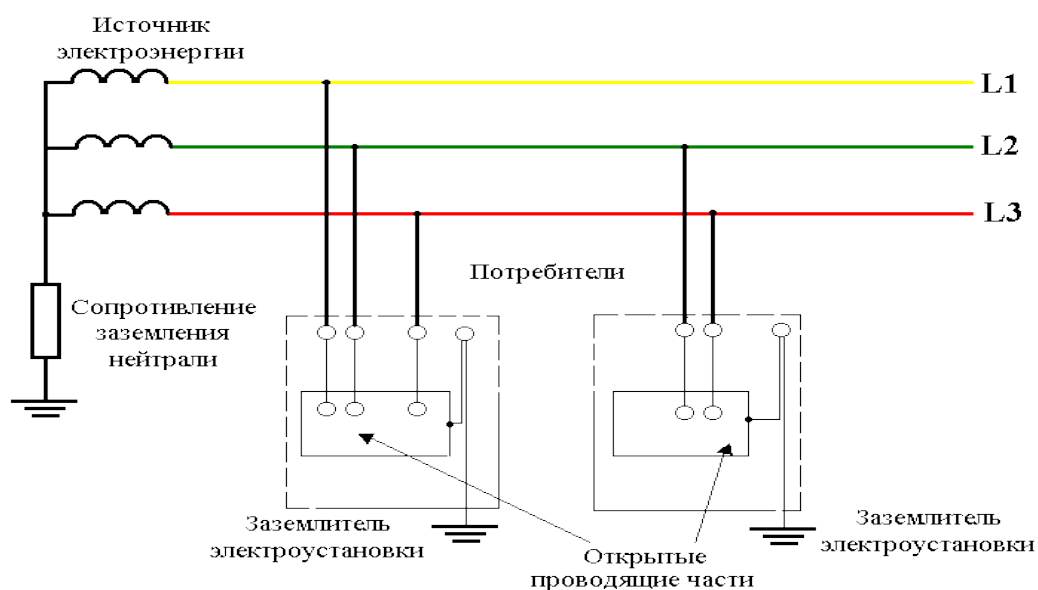 Источник
электроэнергии
L1
L2
L3
Потребители
Сопротивление
заземления
нейтрали
Заземлитель
электроустановки
Открытые
проводящие части
Заземлитель
электроустановки